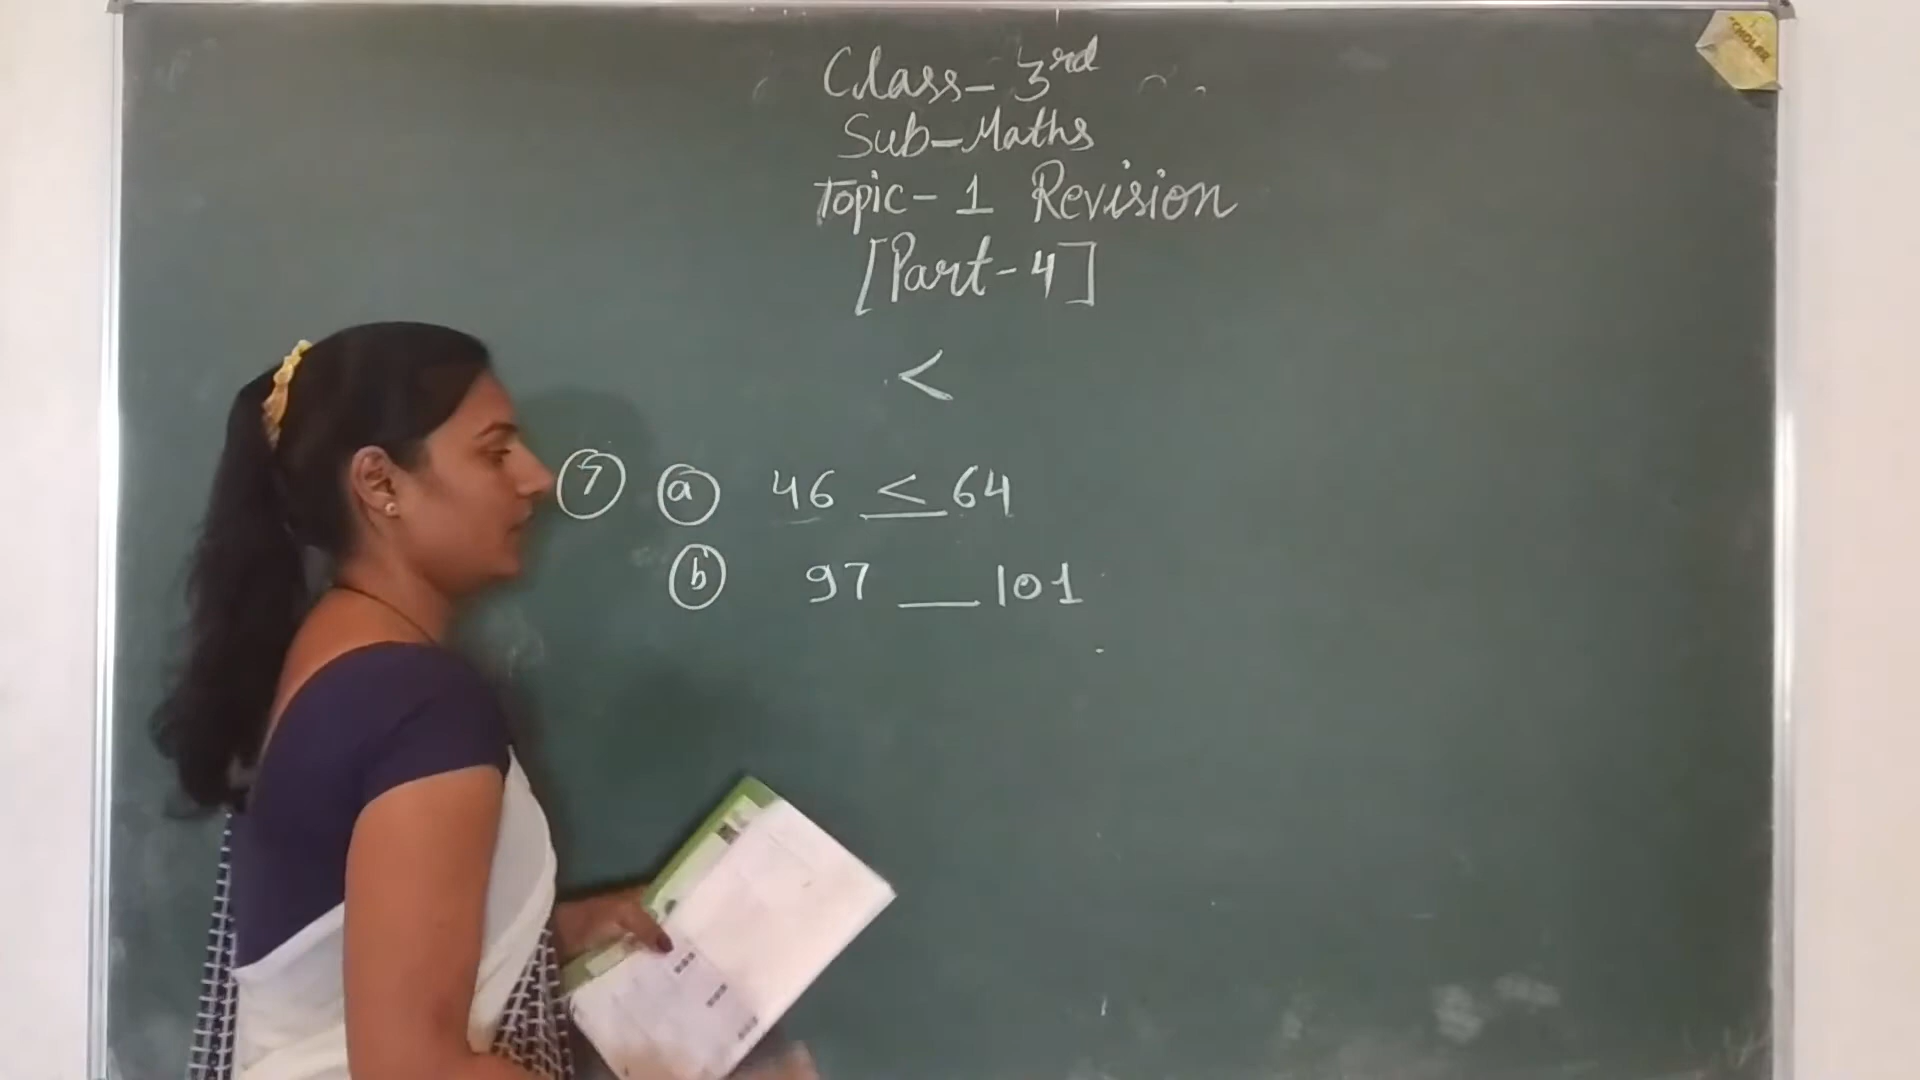 Class- 3rd
Sub-Maths
Topic- 1 Revision
[Part-4]
<
7 a 46 < 64
b 97 __ 101